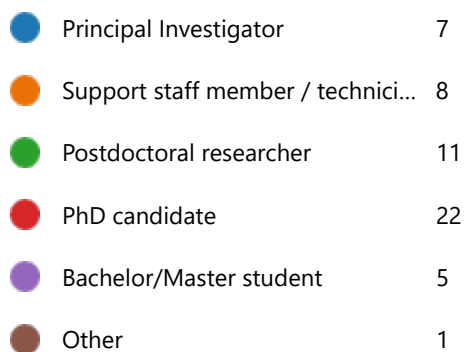 Principal Investigator 7
Support staff member / technici... 8
Postdoctoral researcher 11
PhD candidate 22
Bachelor/Master student 5
Other 1